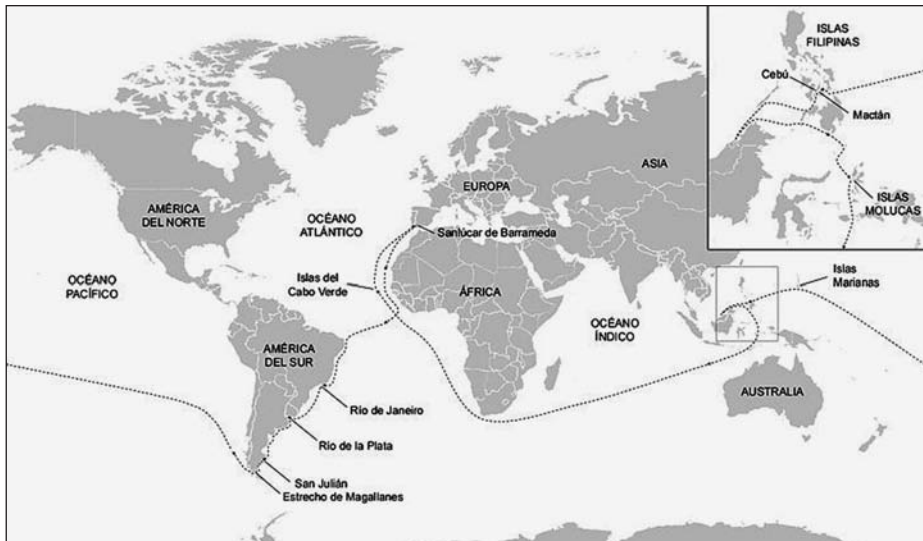 ISLAS
FILIPINAS
Cebú
Mactán
ISLAS
MOLUCAS
ASIA
EUROPA
AMÉRICA
DEL NORTE
OCÉANO
ATLÁNTICO
Sanlúcar de Barrameda
OCÉANO
PACÍFICO
Islas del
Cabo Verde
ÁFRICA
Islas
Marianas
OCÉANO
ÍNDICO
AMÉRICA
DEL SUR
AUSTRALIA
Río de Janeiro
Río de la Plata
San Julián
Estrecho de Magallanes